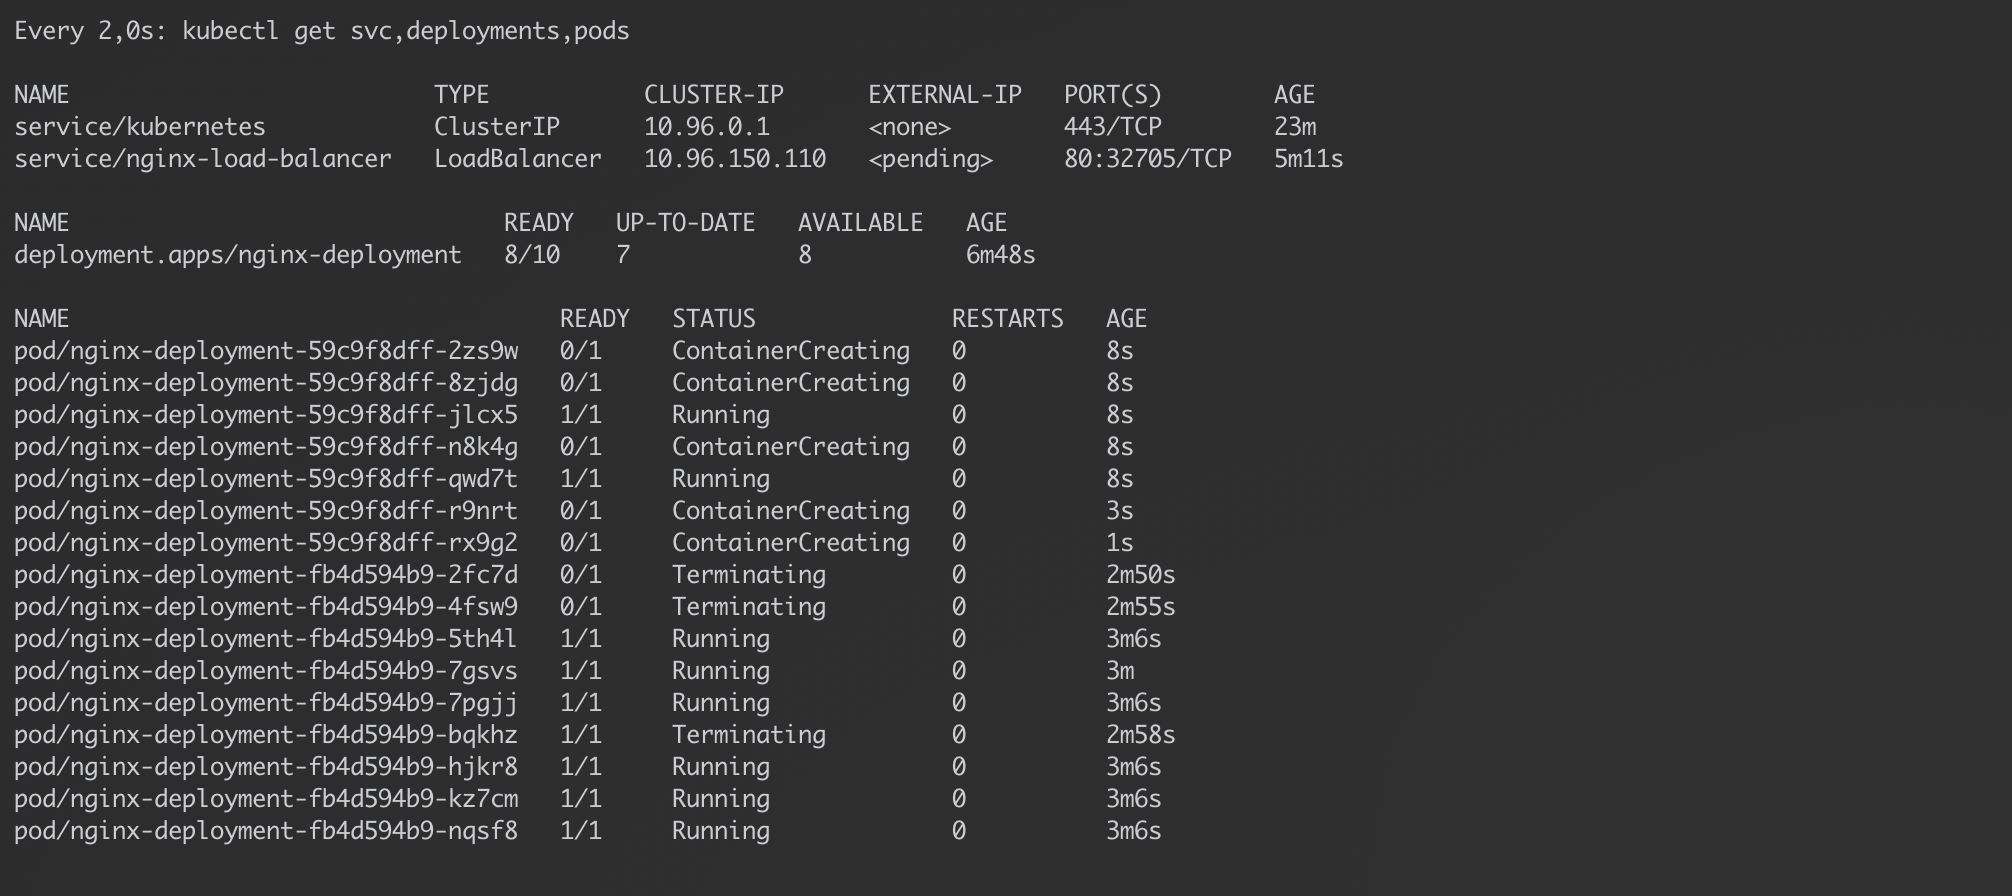 Every 2,0s: kubectl get svc,deployments,pods
NAME TYPE CLUSTER-IP EXTERNAL-IP PORT(S) AGE
service/kubernetes ClusterIP 10.96.0.1 <none> 443/TCP 23m
service/nginx-load-balancer LoadBalancer 10.96.150.110 <pending> 80:32705/TCP 5m11s
NAME READY UP-TO-DATE AVAILABLE AGE
deployment.apps/nginx-deployment 8/10 7 8 6m48s
NAME READY STATUS RESTARTS AGE
pod/nginx-deployment-59c9f8dff-2zs9w 0/1 ContainerCreating 0 8s
pod/nginx-deployment-59c9f8dff-8zjdg 0/1 ContainerCreating 0 8s
pod/nginx-deployment-59c9f8dff-jlcx5 1/1 Running 0 8s
pod/nginx-deployment-59c9f8dff-n8k4g 0/1 ContainerCreating 0 8s
pod/nginx-deployment-59c9f8dff-qwd7t 1/1 Running 0 8s
pod/nginx-deployment-59c9f8dff-r9nrt 0/1 ContainerCreating 0 3s
pod/nginx-deployment-59c9f8dff-rx9g2 0/1 ContainerCreating 0 1s
pod/nginx-deployment-fb4d594b9-2fc7d 0/1 Terminating 0 2m50s
pod/nginx-deployment-fb4d594b9-4fsw9 0/1 Terminating 0 2m55s
pod/nginx-deployment-fb4d594b9-5th4l 1/1 Running 0 3m6s
pod/nginx-deployment-fb4d594b9-7gsvs 1/1 Running 0 3m
pod/nginx-deployment-fb4d594b9-7pgjj 1/1 Running 0 3m6s
pod/nginx-deployment-fb4d594b9-bqkhz 1/1 Terminating 0 2m58s
pod/nginx-deployment-fb4d594b9-hjkr8 1/1 Running 0 3m6s
pod/nginx-deployment-fb4d594b9-kz7cm 1/1 Running 0 3m6s
pod/nginx-deployment-fb4d594b9-nqsf8 1/1 Running 0 3m6s